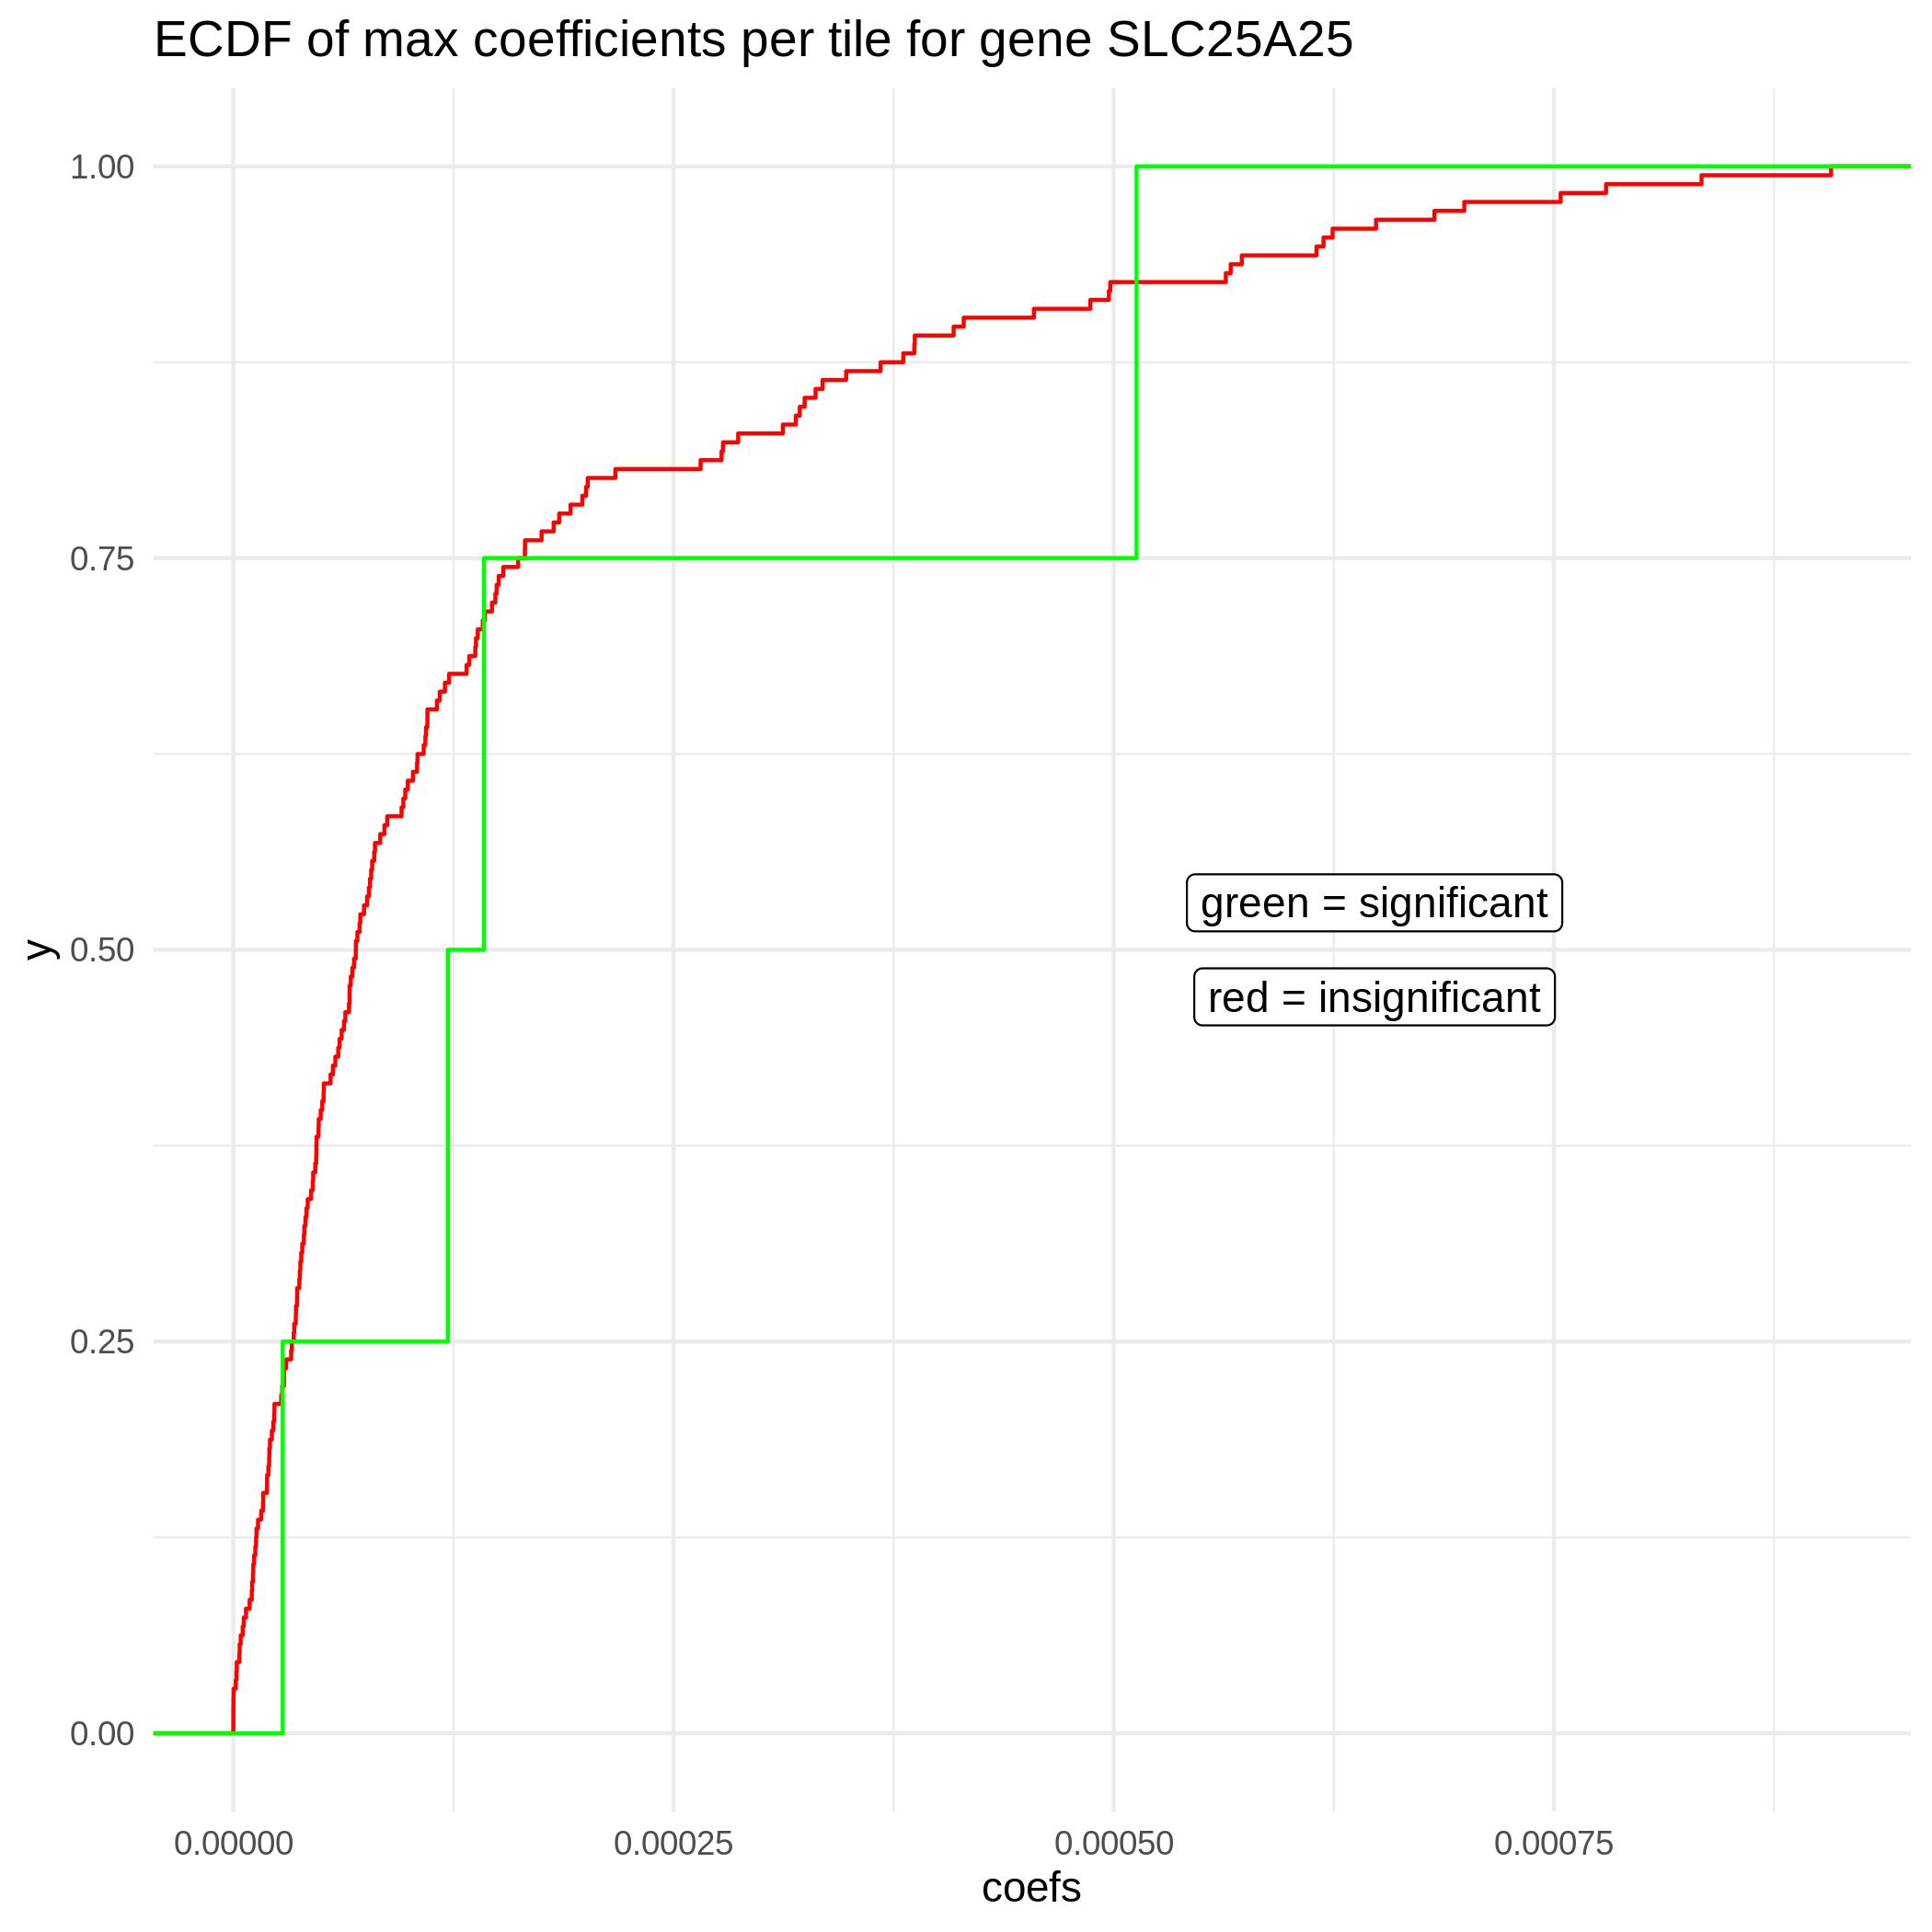 ECDF of max coefficients per tile for gene SLC25A25
1.00
0.75
0.50
0.25
0.00
y
green = significant
red = insignificant
0.00000
0.00025
0.00050
0.00075
coefs